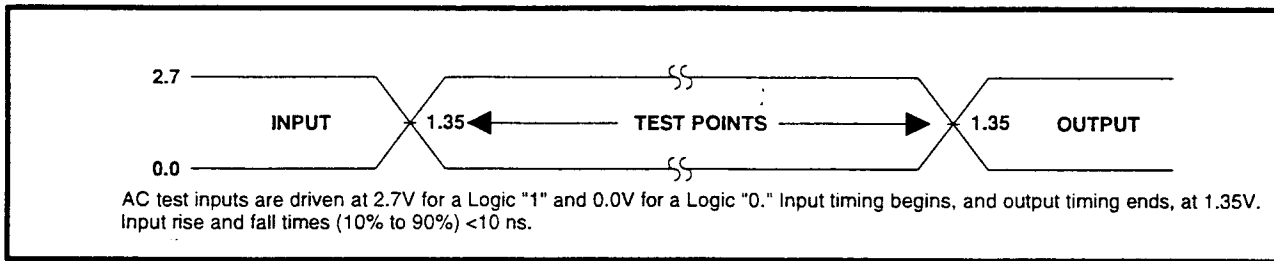 2.7
INPUT 1.35 TEST POINTS 1.35 OUTPUT
0.0
AC test inputs are driven at 2.7V for a Logic "1" and 0.0V for a Logic "0." Input timing begins, and output timing ends, at 1.35V.
Input rise and fall times (10% to 90%) <10 ns.